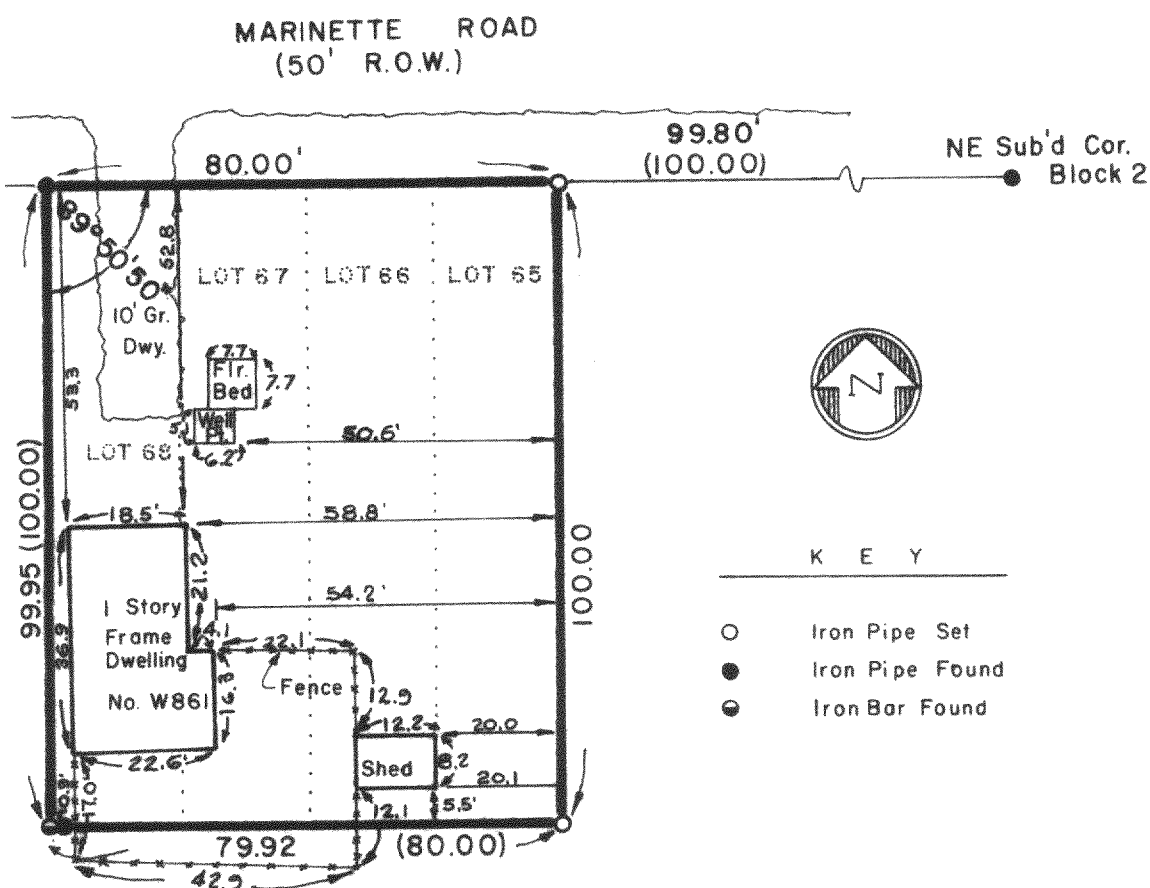 MARINETTE ROAD
(50' R.O.W.)
99.80'
(100.00)
NE Sub'd Cor.
Block 2
80.00'
89°50'50"
52.8
LOT 67
LOT 66
LOT 65
10' Gr.
Dwy.
53.3
7.7
Flr.
Bed
7.7
Well
Pt.
6.2'
50.6'
LOT 68
99.95 (100.00)
18.5'
58.8'
21.2
100.00
54.2'
1 Story
Frame
Dwelling
No. W861
36.9
4.1
22.1
16.3
Fence
12.9
12.2
20.0
Shed
8.2
20.1
22.6'
17.0'
12.1
5.5'
79.92
(80.00)
42.9
N
KEY
Iron Pipe Set
Iron Pipe Found
Iron Bar Found